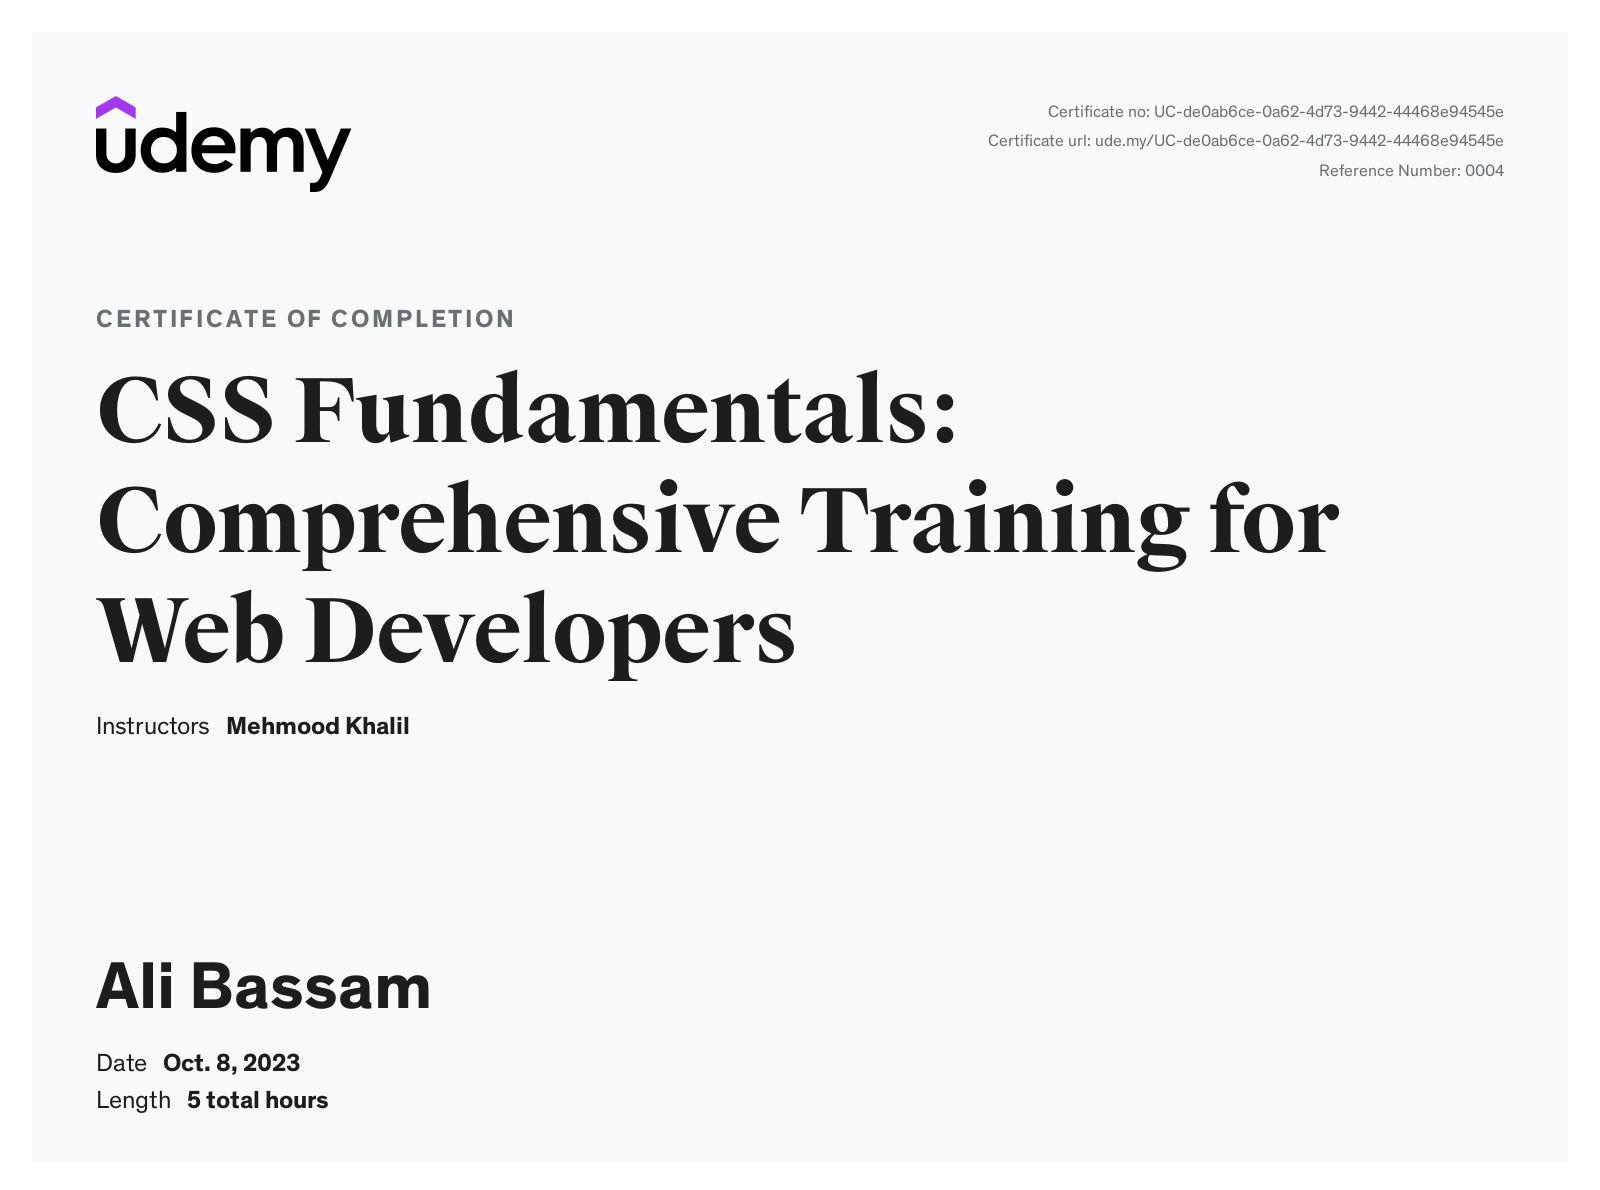 udemy
Certificate no: UC-de0ab6ce-0a62-4d73-9442-44468e94545e
Certificate url: ude.my/UC-de0ab6ce-0a62-4d73-9442-44468e94545e
Reference Number: 0004
CERTIFICATE OF COMPLETION
CSS Fundamentals:
Comprehensive Training for
Web Developers
Instructors Mehmood Khalil
Ali Bassam
Date Oct. 8, 2023
Length 5 total hours